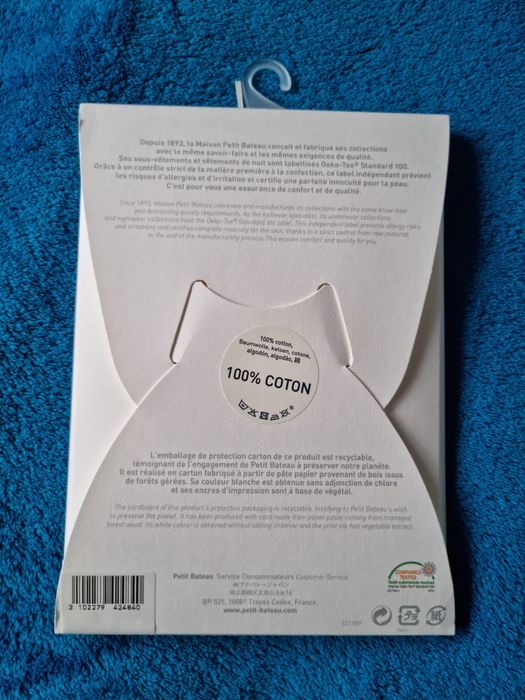 Depuis 1893, la Maison Petit Bateau conçoit et fabrique ses collections
avec le même savoir-faire et les mêmes exigences de qualité.
Ses sous-vêtements et vêtements de nuit sont labellisés Oeko-Tex® Standard 100.
Grâce à un contrôle strict de la matière première à la confection, ce label indépendant prévient
les risques d'allergies et d'irritation et certifie une parfaite innocuité pour la peau.
C'est pour vous une assurance de confort et de qualité.
Since 1893, Maison Petit Bateau conceives and manufactures its collections with the same know-how
and demanding quality requirements. As the knitwear specialist, its underwear collections
and nightwear collections have the Oeko-Tex® Standard 100 label. This independent label prevents allergy risks
and irritations and certifies complete innocuity for the skin, thanks to a strict control from raw material
to the end of the manufacturing process. This ensure comfort and quality for you.
100% cotton,
Baumwolle, katoen, cotone,
algodón, algodão, 綿
100% COTON
L'emballage de protection carton de ce produit est recyclable,
témoignant de l'engagement de Petit Bateau à préserver notre planète.
Il est réalisé en carton fabriqué à partir de pâte papier provenant de bois issus
de forêts gérées. Sa couleur blanche est obtenue sans adjonction de chlore
et ses encres d'impression sont à base de végétal.
The cardboard of this product's protective packaging is recyclable, testifying to Petit Bateau's wish
to preserve the planet. It has been produced with card made from paper paste coming from managed
forest wood. Its white colour is obtained without adding chlorine and the print ink has vegetable extract.
Petit Bateau Service Consommateurs Customer Service
BP 525, 10081 Troyes Cedex, France.
www.petit-bateau.com
3 102279 424840
CONFIANCE
TEXTILE
紙